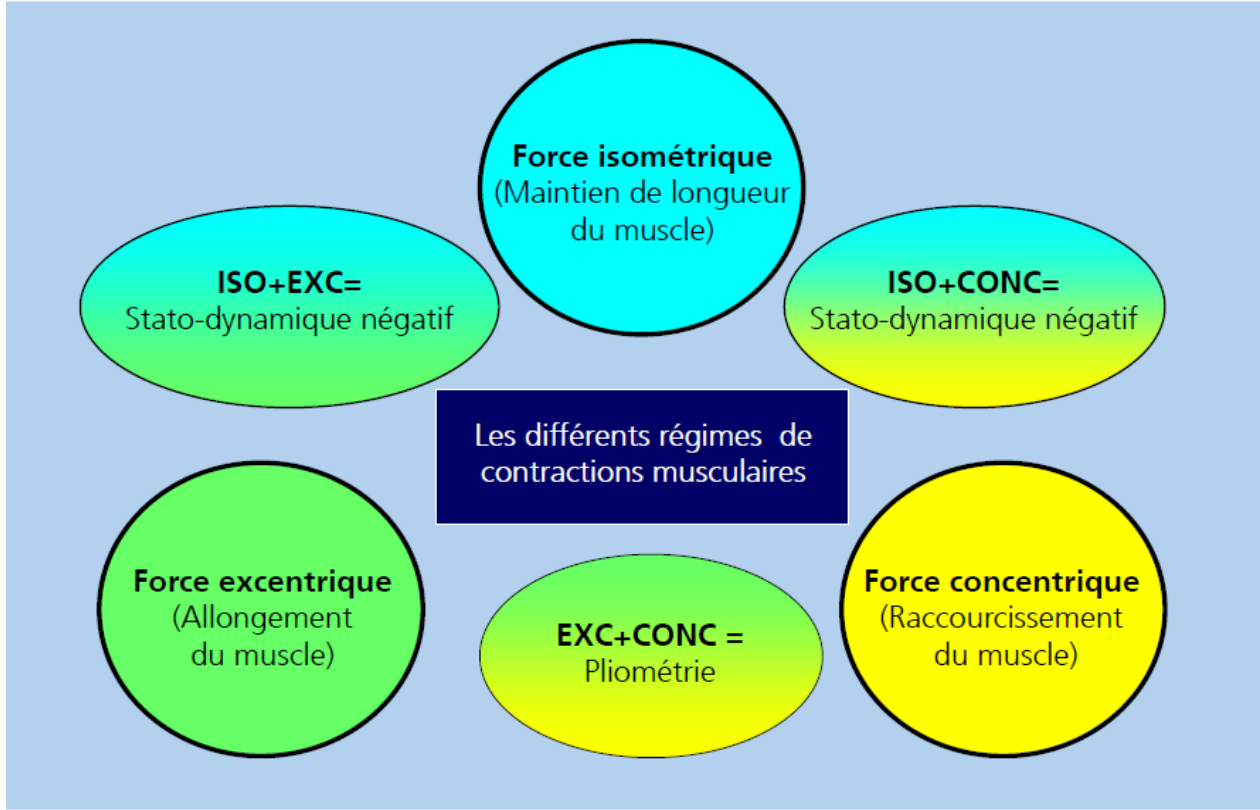 Force isométrique
(Maintien de longueur
du muscle)
ISO+EXC=
Stato-dynamique négatif
ISO+CONC=
Stato-dynamique négatif
Les différents régimes de
contractions musculaires
Force excentrique
(Allongement
du muscle)
EXC+CONC =
Pliométrie
Force concentrique
(Raccourcissement
du muscle)